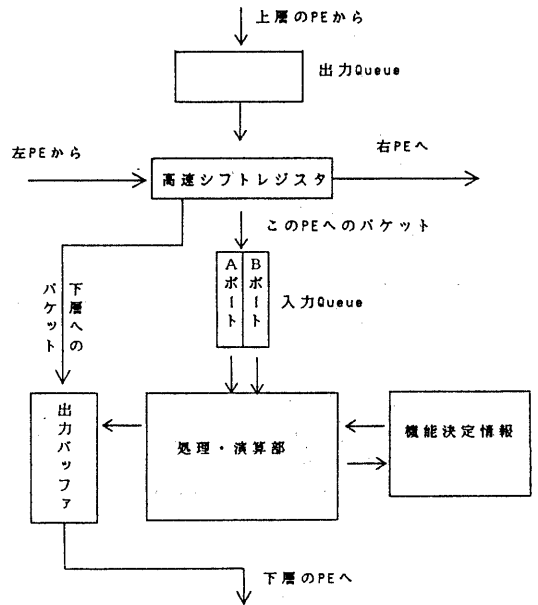 上層のPEから
出力Queue
左PEから
右PEへ
高速シフトレジスタ
このPEへのパケット
Aポート
Bポート
入力Queue
下層への
パケット
出力バッファ
処理・演算部
機能決定情報
下層のPEへ